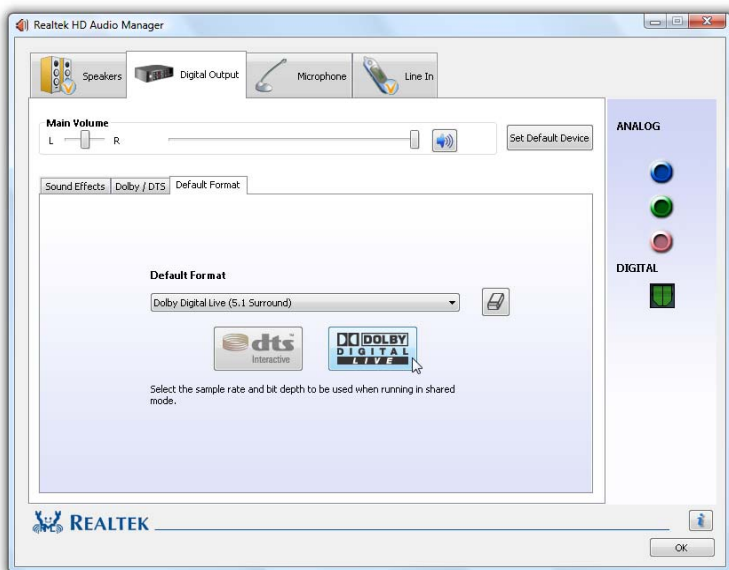 Realtek HD Audio Manager
Speakers
Digital Output
Microphone
Line In
Main Volume
L R
Set Default Device
ANALOG
Sound Effects Dolby / DTS Default Format
DIGITAL
Default Format
Dolby Digital Live (5.1 Surround)
dts
Interactive
DOLBY
DIGITAL
LIVE
Select the sample rate and bit depth to be used when running in shared
mode.
REALTEK
i
OK